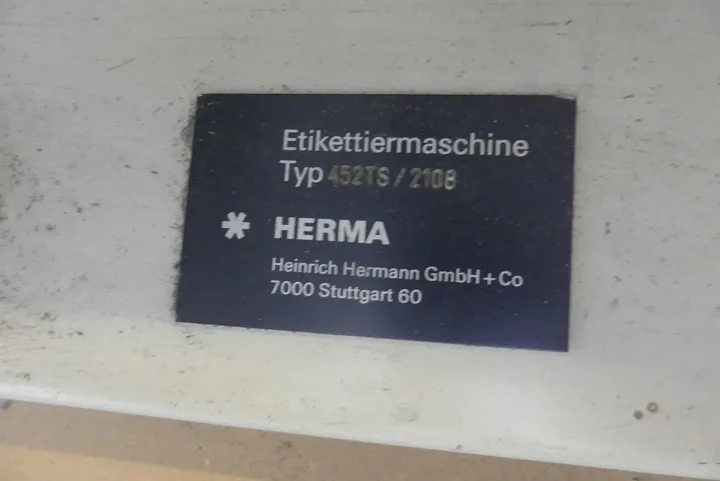 Etikettiermaschine
Typ 452TS / 2108
HERMA
Heinrich Hermann GmbH + Co
7000 Stuttgart 60